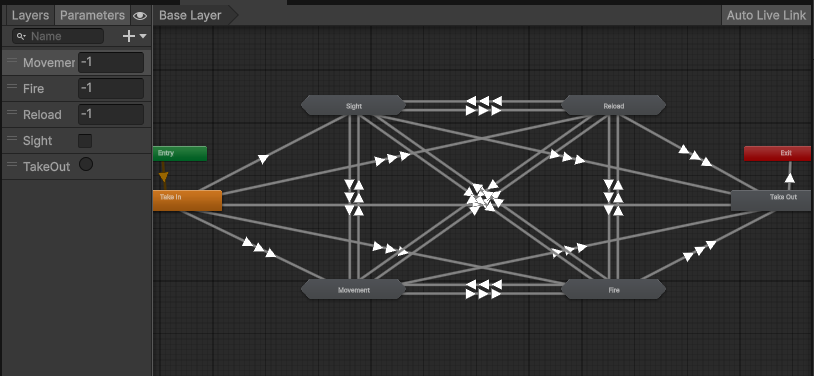 Layers Parameters Base Layer Auto Live Link
Name
Movemen -1
Fire -1
Reload -1
Sight
TakeOut
Sight Reload
Entry Exit
Take In Take Out
Movement Fire